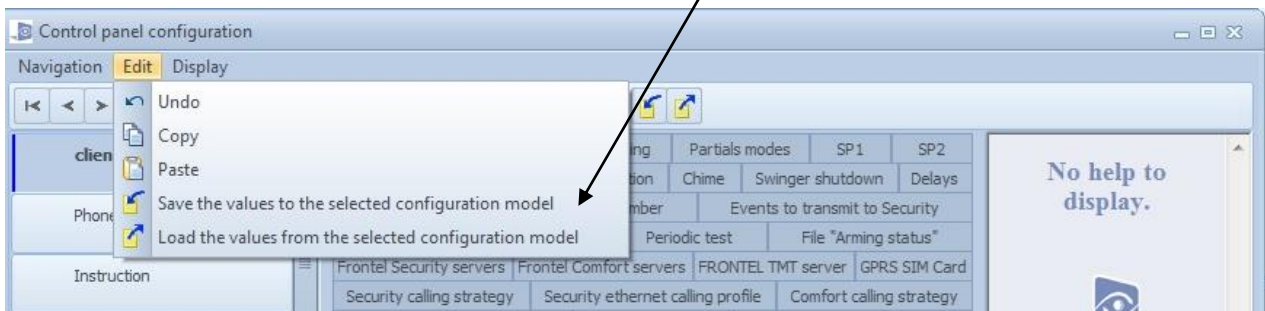 Control panel configuration
Navigation Edit Display
Undo
Copy
Paste
Save the values to the selected configuration model
Load the values from the selected configuration model
Phone
Instruction
Partials modes SP1 SP2
Chime Swinger shutdown Delays
Events to transmit to Security
Periodic test File "Arming status"
Frontel Security servers Frontel Comfort servers FRONTEL TMT server GPRS SIM Card
Security calling strategy Security ethernet calling profile Comfort calling strategy
No help to
display.